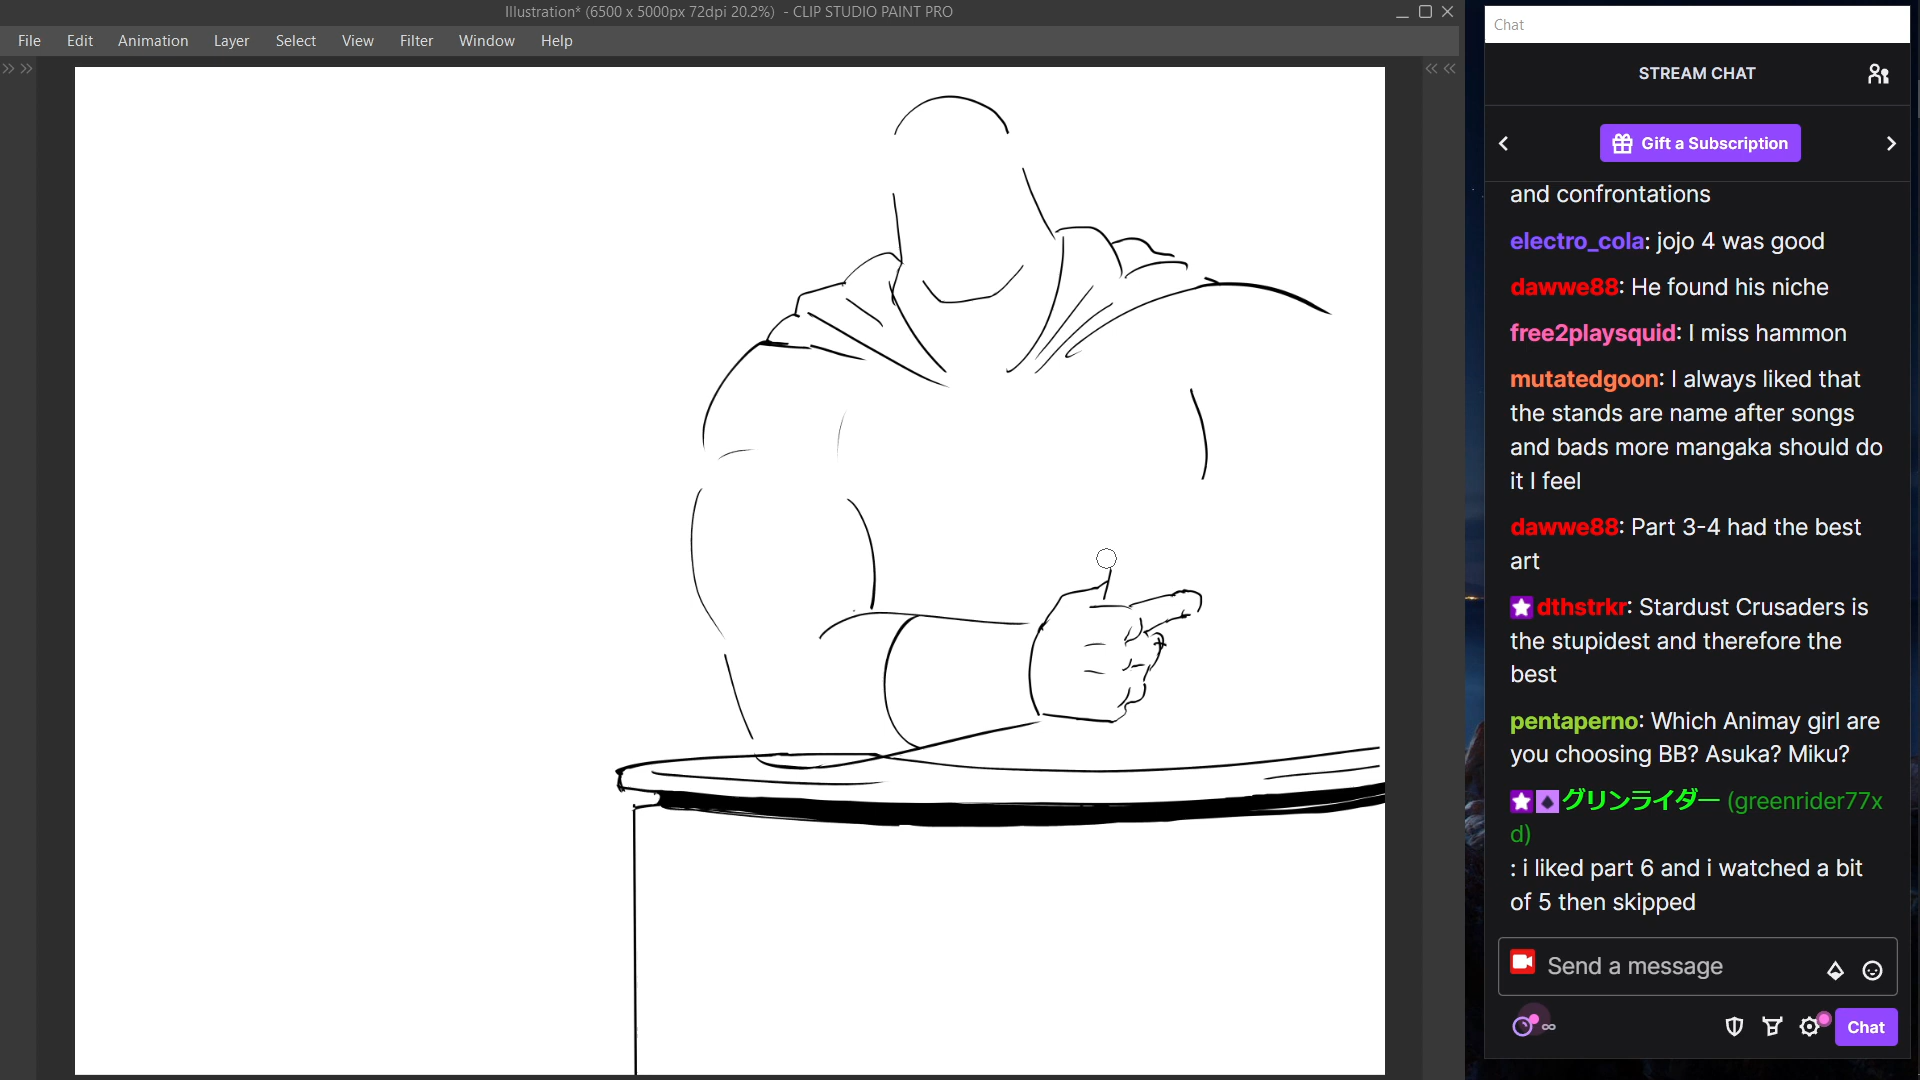 Illustration* (6500 x 5000px 72dpi 20.2%) - CLIP STUDIO PAINT PRO
File Edit Animation Layer Select View Filter Window Help
Chat
STREAM CHAT
Gift a Subscription
and confrontations
electro_cola: jojo 4 was good
dawwe88: He found his niche
free2playsquid: I miss hammon
mutatedgoon: I always liked that
the stands are name after songs
and bads more mangaka should do
it I feel
dawwe88: Part 3-4 had the best
art
dthstrkr: Stardust Crusaders is
the stupidest and therefore the
best
pentaperno: Which Animay girl are
you choosing BB? Asuka? Miku?
グリンライダー (greenrider77x
d)
: i liked part 6 and i watched a bit
of 5 then skipped
Send a message
Chat